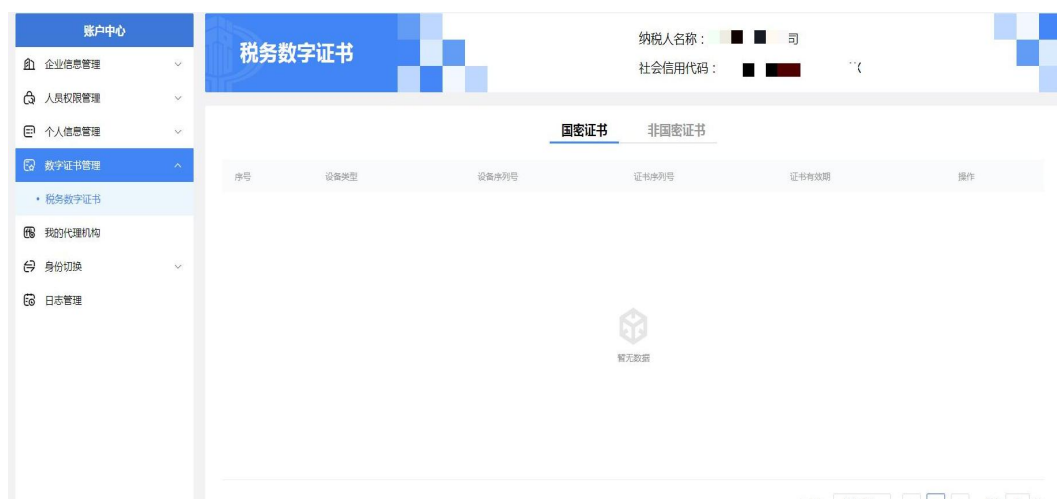 账户中心
企业信息管理
人员权限管理
个人信息管理
数字证书管理
税务数字证书
我的代理机构
身份切换
日志管理
税务数字证书
纳税人名称：
司
社会信用代码：
国密证书 非国密证书
序号 设备类型 设备序列号 证书序列号 证书有效期 操作
暂无数据